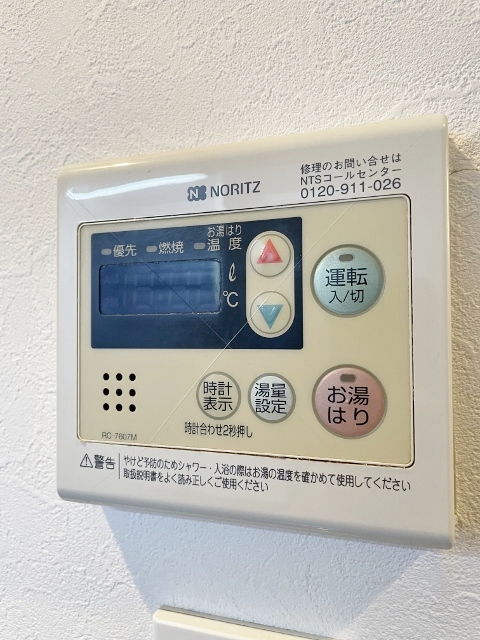 NORITZ
修理のお問い合せは
NTSコールセンター
0120-911-026
お湯はり
優先 燃焼 温度
ℓ
℃
運転
入/切
時計
表示
湯量
設定
お湯
はり
時計合わせ2秒押し
RC-7607M
警告 やけど予防のためシャワー・入浴の際はお湯の温度を確かめて使用してください
取扱説明書をよく読み正しくご使用ください